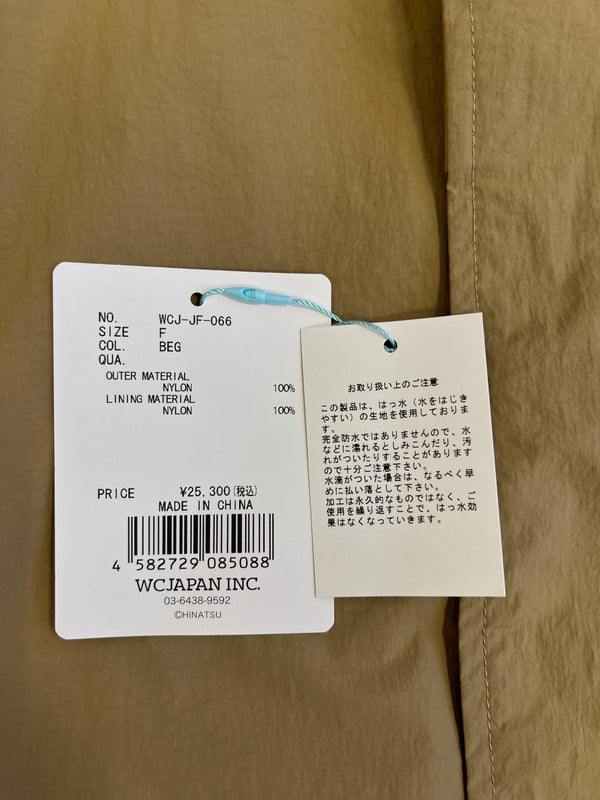 NO. WCJ-JF-066
SIZE F
COL. BEG
QUA.
OUTER MATERIAL
NYLON 100%
LINING MATERIAL
NYLON 100%
PRICE ¥25,300(税込)
MADE IN CHINA
4 582729 085088
WCJAPAN INC.
03-6438-9592
©HINATSU
お取り扱い上のご注意
この製品は、はっ水（水をはじき
やすい）の生地を使用しておりま
す。
完全防水ではありませんので、水
などに濡れるとしみこんだり、汚
れがついたりすることがあります
ので十分ご注意下さい。
水滴がついた場合は、なるべく早
めに払い落として下さい。
加工は永久的なものではなく、ご
使用を繰り返すことで、はっ水効
果はなくなっていきます。